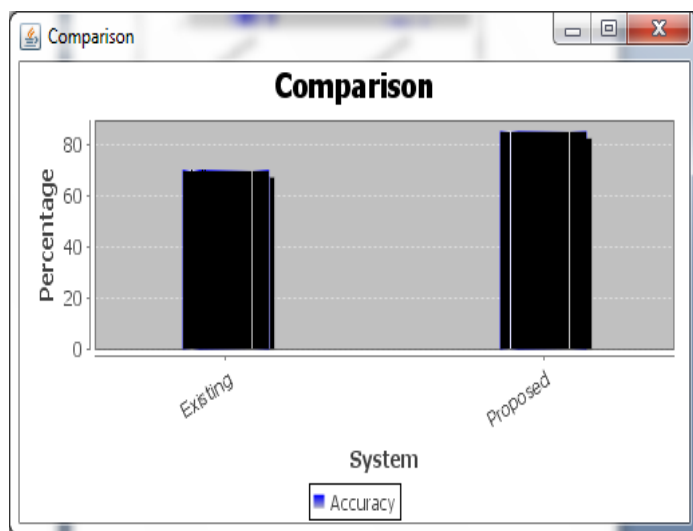 Comparison
Comparison
Percentage
80
60
40
20
0
Existing
Proposed
System
Accuracy